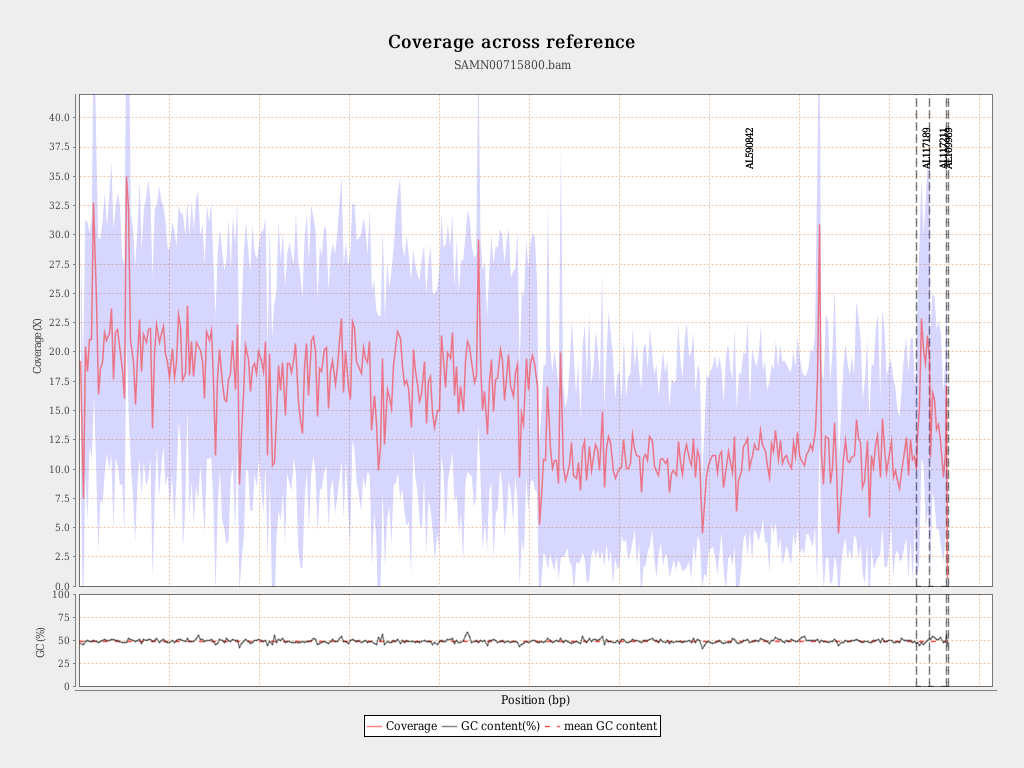 Coverage across reference
SAMN00715800.bam
Coverage (X)
40.0
37.5
35.0
32.5
30.0
27.5
25.0
22.5
20.0
17.5
15.0
12.5
10.0
7.5
5.0
2.5
0.0
AL590842
AL117189
AL117211
GC (%)
100
75
50
25
0
Position (bp)
Coverage GC content(%) mean GC content